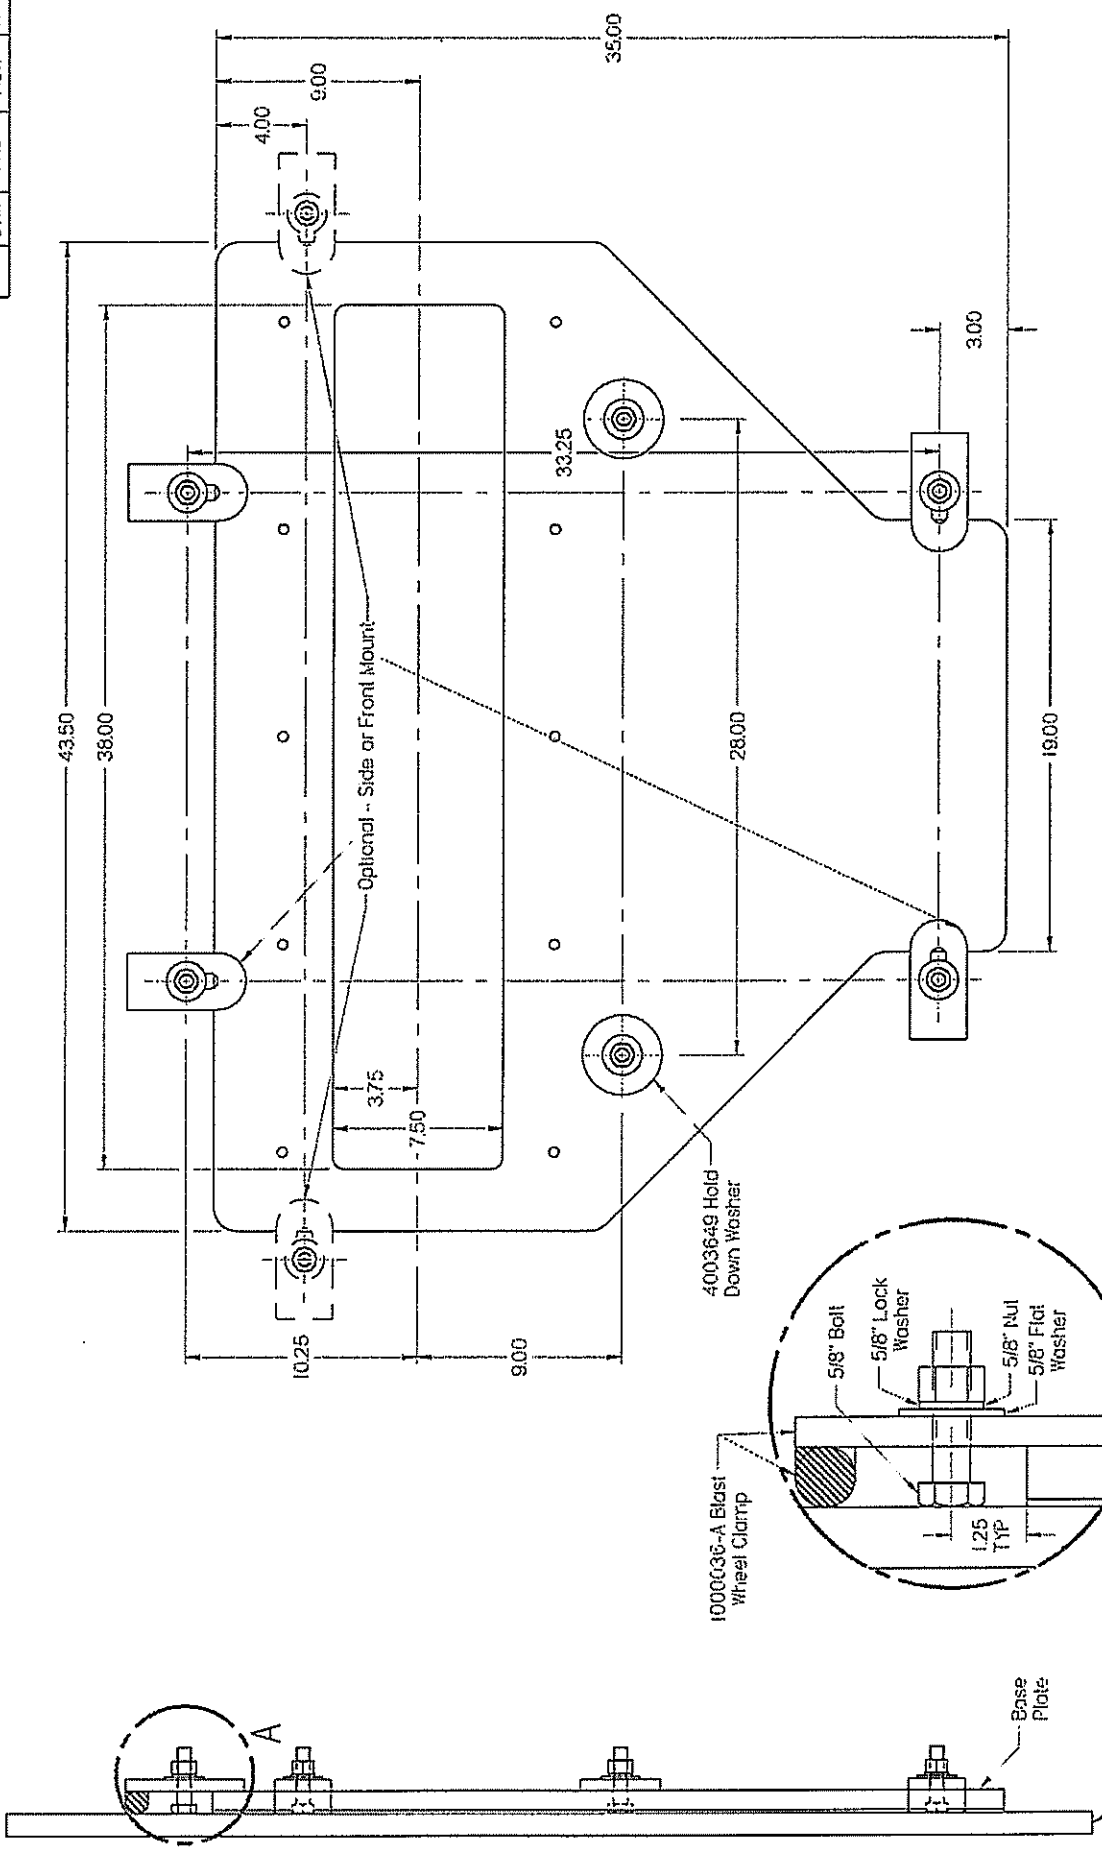 35.00
9.00
4.00
43.50
38.00
3.00
33.25
Optional - Side or Front Mount
28.00
19.00
3.75
7.50
10.25
9.00
4003649 Hold
Down Washer
5/8" Bolt
5/8" Lock
Washer
5/8" Nut
5/8" Flat
Washer
1000036-A Blast
Wheel Clamp
1.25
TYP
A
Base
Plate